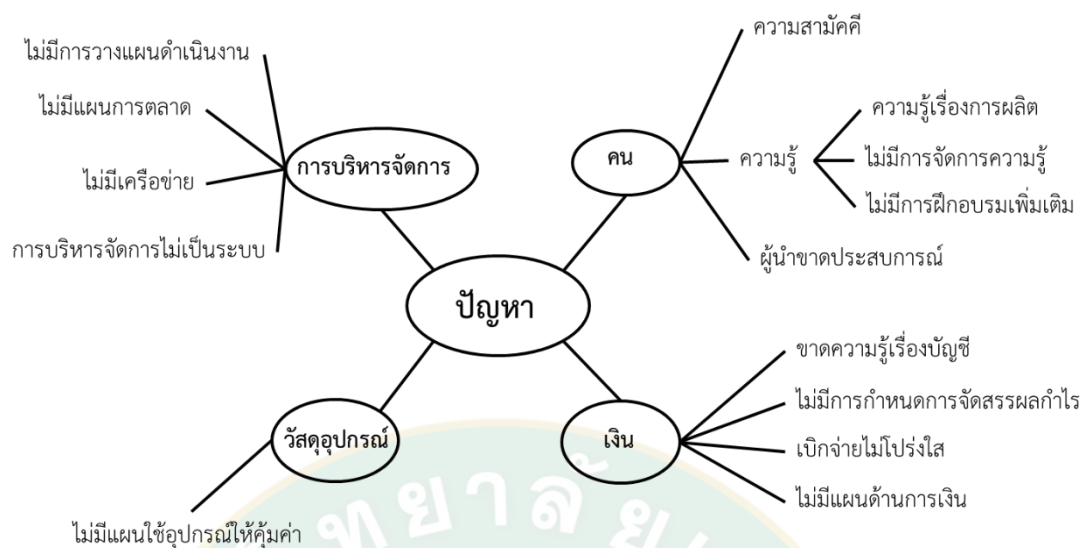 ความสามัคคี
ไม่มีการวางแผนดำเนินงาน
ไม่มีแผนการตลาด
ความรู้เรื่องการผลิต
การบริหารจัดการ
คน
ความรู้
ไม่มีการจัดการความรู้
ไม่มีเครือข่าย
ไม่มีการฝึกอบรมเพิ่มเติม
การบริหารจัดการไม่เป็นระบบ
ผู้นำขาดประสบการณ์
ปัญหา
ขาดความรู้เรื่องบัญชี
ไม่มีการกำหนดการจัดสรรผลกำไร
วัสดุอุปกรณ์
เงิน
เบิกจ่ายไม่โปร่งใส
ไม่มีแผนด้านการเงิน
ไม่มีแผนใช้อุปกรณ์ให้คุ้มค่า